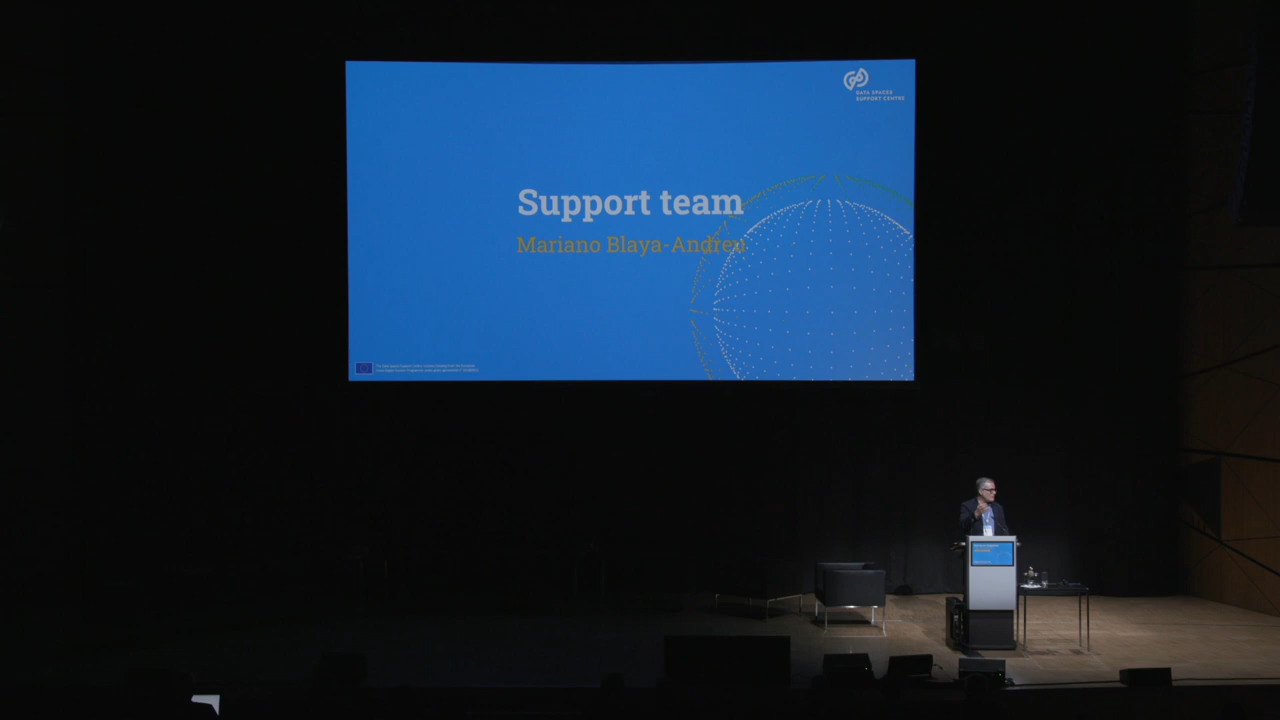 DATA SPACES
SUPPORT CENTRE
Support team
Mariano Blaya-Andreu